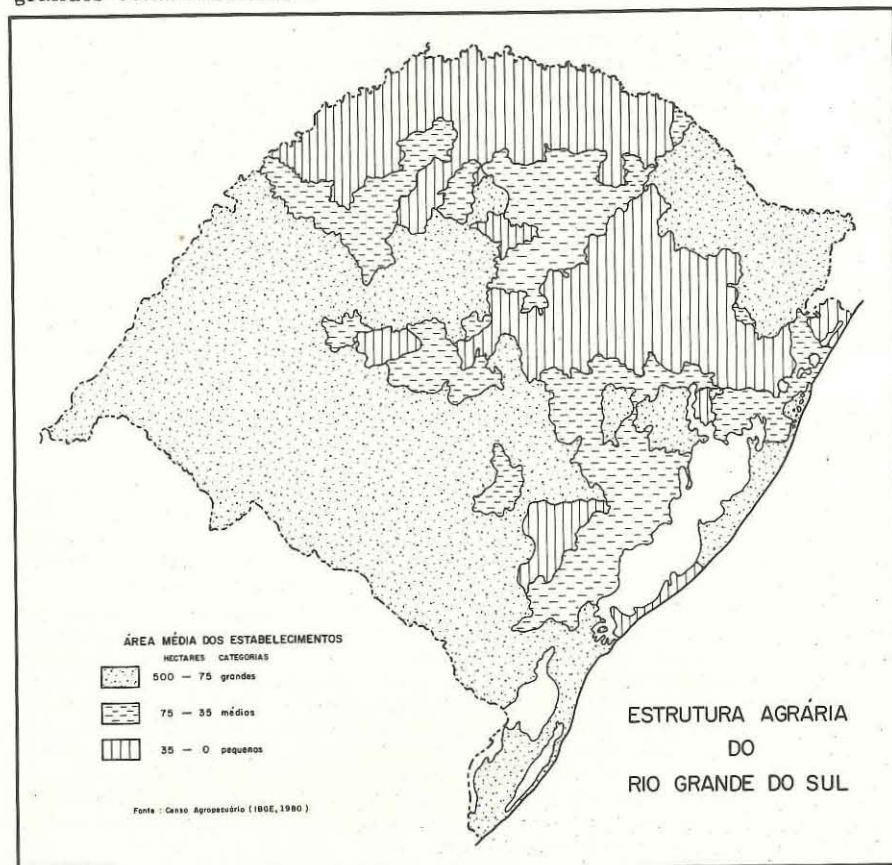 grandes
ÁREA MÉDIA DOS ESTABELECIMENTOS
HECTARES CATEGORIAS
500 — 75 grandes
75 — 35 médios
35 — 0 pequenos
Fonte : Censo Agropecuário (IBGE, 1980)
ESTRUTURA AGRÁRIA
DO
RIO GRANDE DO SUL